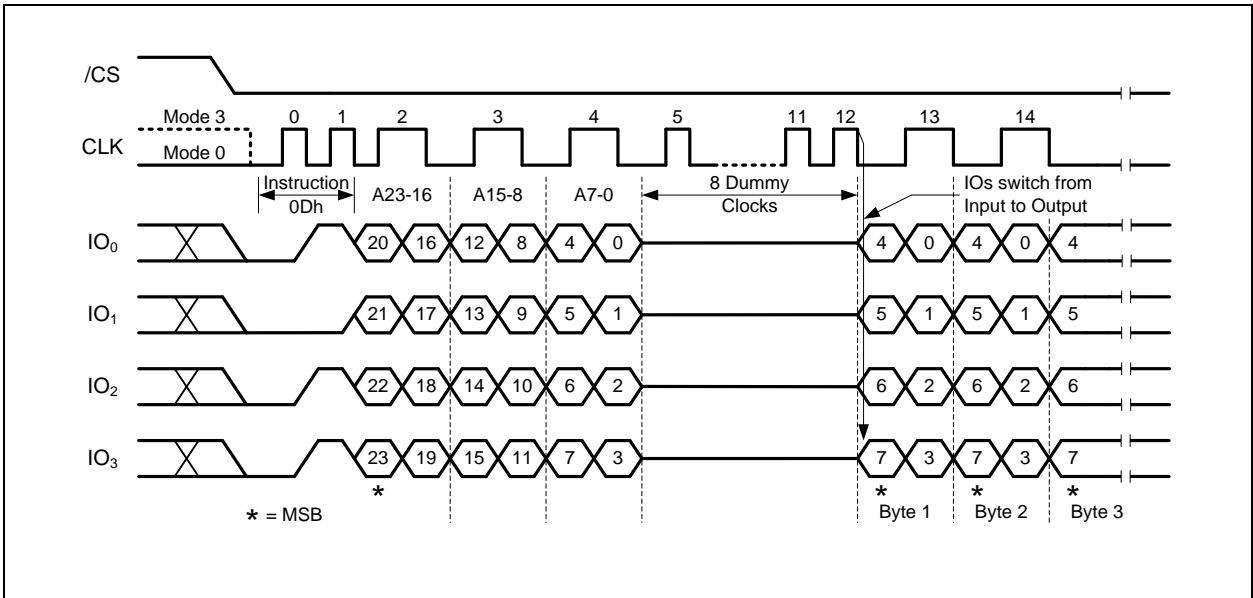 /CS
Mode 3 0 1 2 3 4 5 11 12 13 14
CLK
Mode 0
Instruction
0Dh
A23-16 A15-8 A7-0
8 Dummy
Clocks
IOs switch from
Input to Output
IO₀ 20 16 12 8 4 0 4 0 4 0 4
IO₁ 21 17 13 9 5 1 5 1 5 1 5
IO₂ 22 18 14 10 6 2 6 2 6 2 6
IO₃ 23 19 15 11 7 3 7 3 7 3 7
* * * *
* = MSB
Byte 1 Byte 2 Byte 3